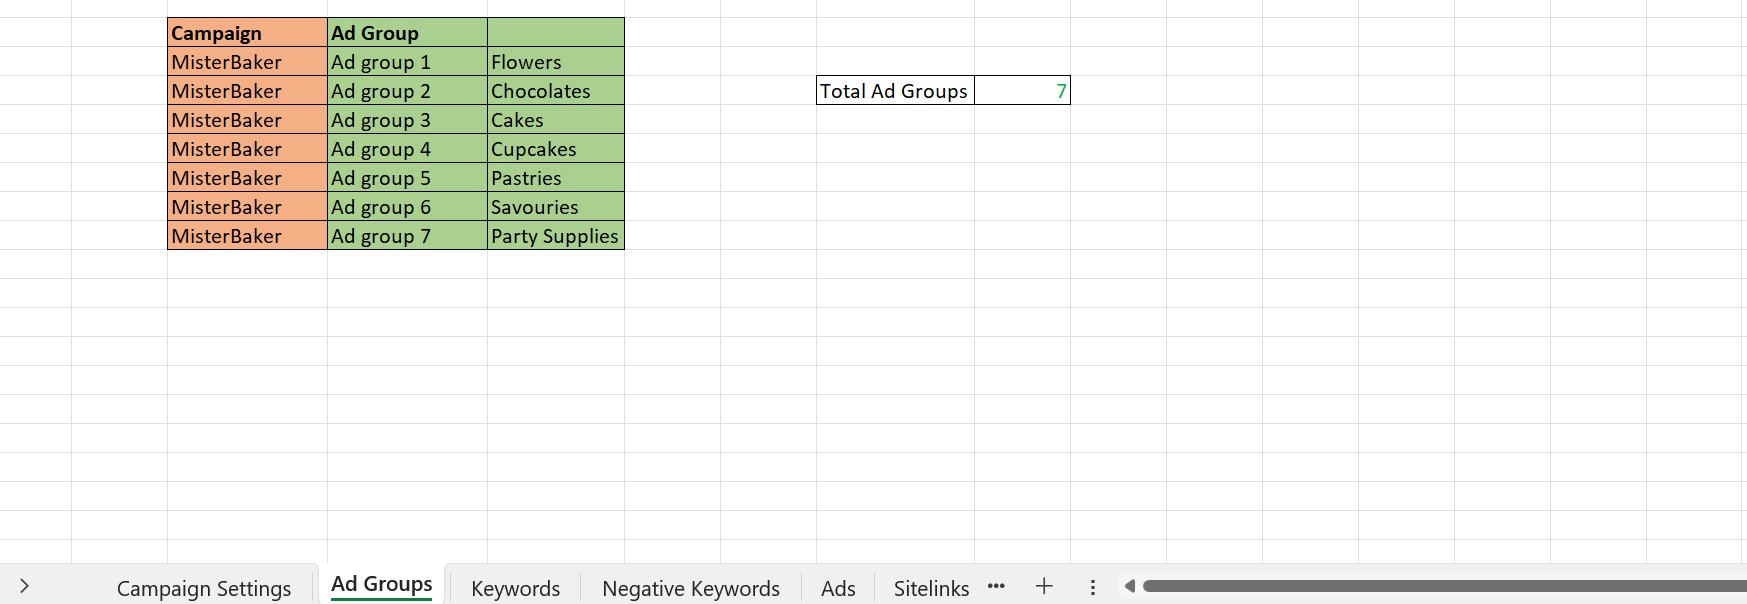 Campaign Ad Group
MisterBaker Ad group 1 Flowers
MisterBaker Ad group 2 Chocolates Total Ad Groups 7
MisterBaker Ad group 3 Cakes
MisterBaker Ad group 4 Cupcakes
MisterBaker Ad group 5 Pastries
MisterBaker Ad group 6 Savouries
MisterBaker Ad group 7 Party Supplies
Campaign Settings Ad Groups Keywords Negative Keywords Ads Sitelinks